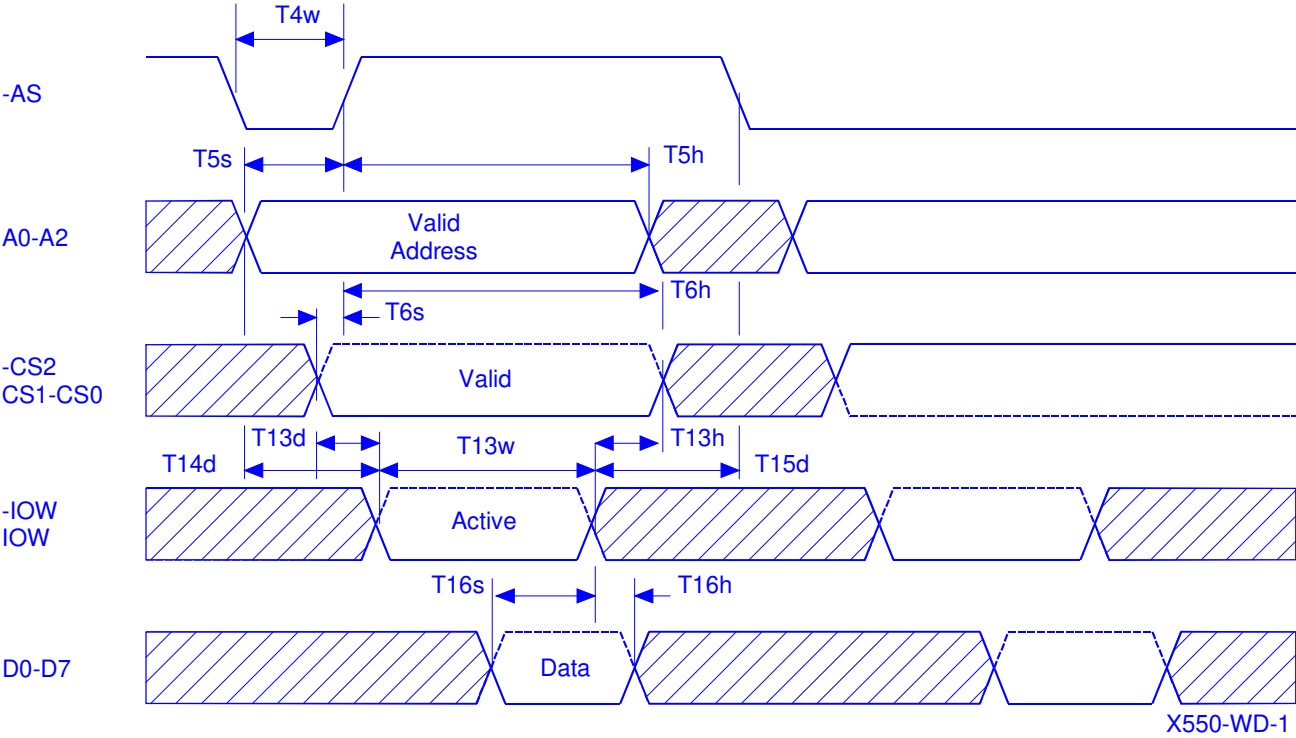 T4w
-AS
T5s
T5h
A0-A2
Valid
Address
T6h
T6s
-CS2
CS1-CS0
Valid
T13d
T13w
T13h
T14d
T15d
-IOW
IOW
Active
T16s
T16h
D0-D7
Data
X550-WD-1